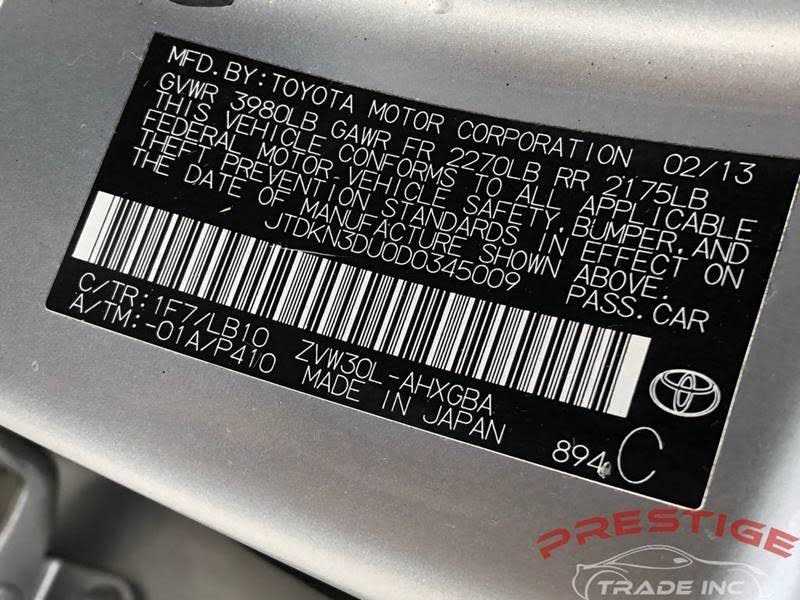 MFD. BY: TOYOTA MOTOR CORPORATION 02/13
GVWR 3980LB GAWR FR 2270LB RR 2175LB
THIS VEHICLE CONFORMS TO ALL APPLICABLE
FEDERAL MOTOR VEHICLE SAFETY, BUMPER, AND
THEFT PREVENTION STANDARDS IN EFFECT ON
THE DATE OF MANUFACTURE SHOWN ABOVE.
JTDKN3DU0D0345009 PASS. CAR
C/TR: 1F7/LB10 ZVW30L-AHXGBA
A/TM: -01A/P410 MADE IN JAPAN
894 C
PRESTIGE
TRADE INC